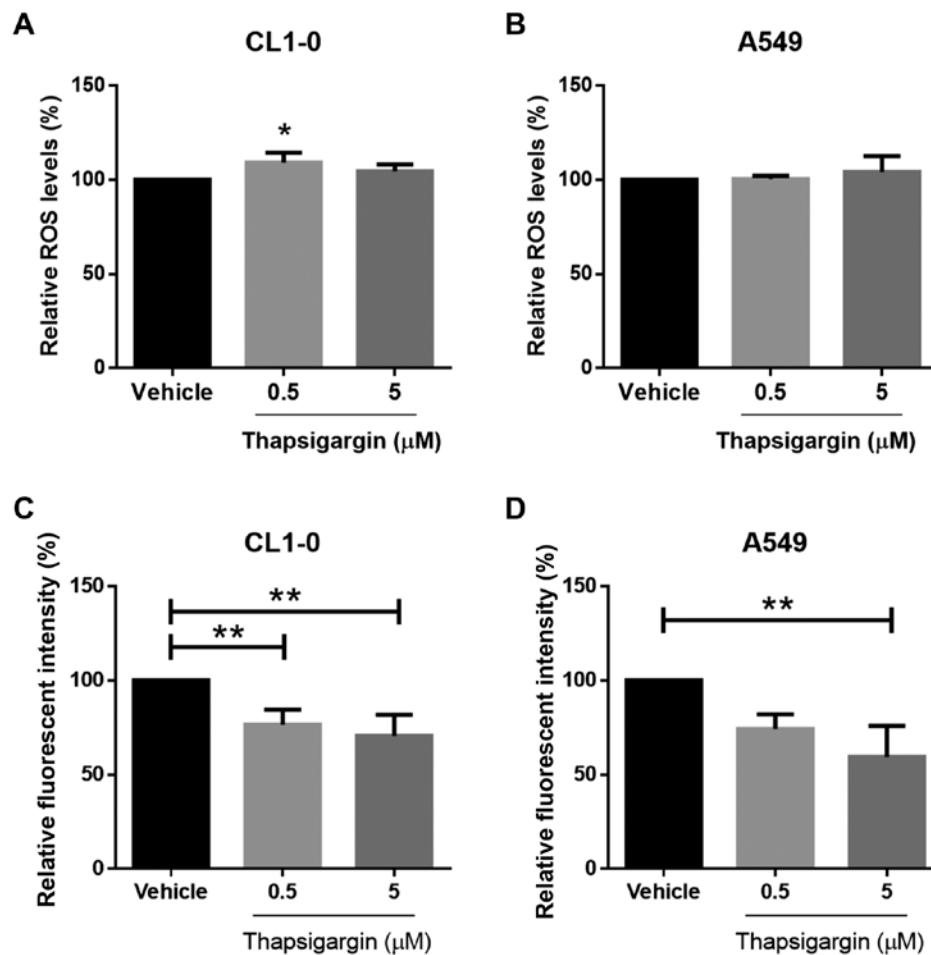 A
CL1-0
Relative ROS levels (%)
150
100
50
0
*
Vehicle
0.5
5
Thapsigargin (μM)
B
A549
Relative ROS levels (%)
150
100
50
0
Vehicle
0.5
5
Thapsigargin (μM)
C
CL1-0
Relative fluorescent intensity (%)
150
100
50
0
**
**
Vehicle
0.5
5
Thapsigargin (μM)
D
A549
Relative fluorescent intensity (%)
150
100
50
0
**
Vehicle
0.5
5
Thapsigargin (μM)